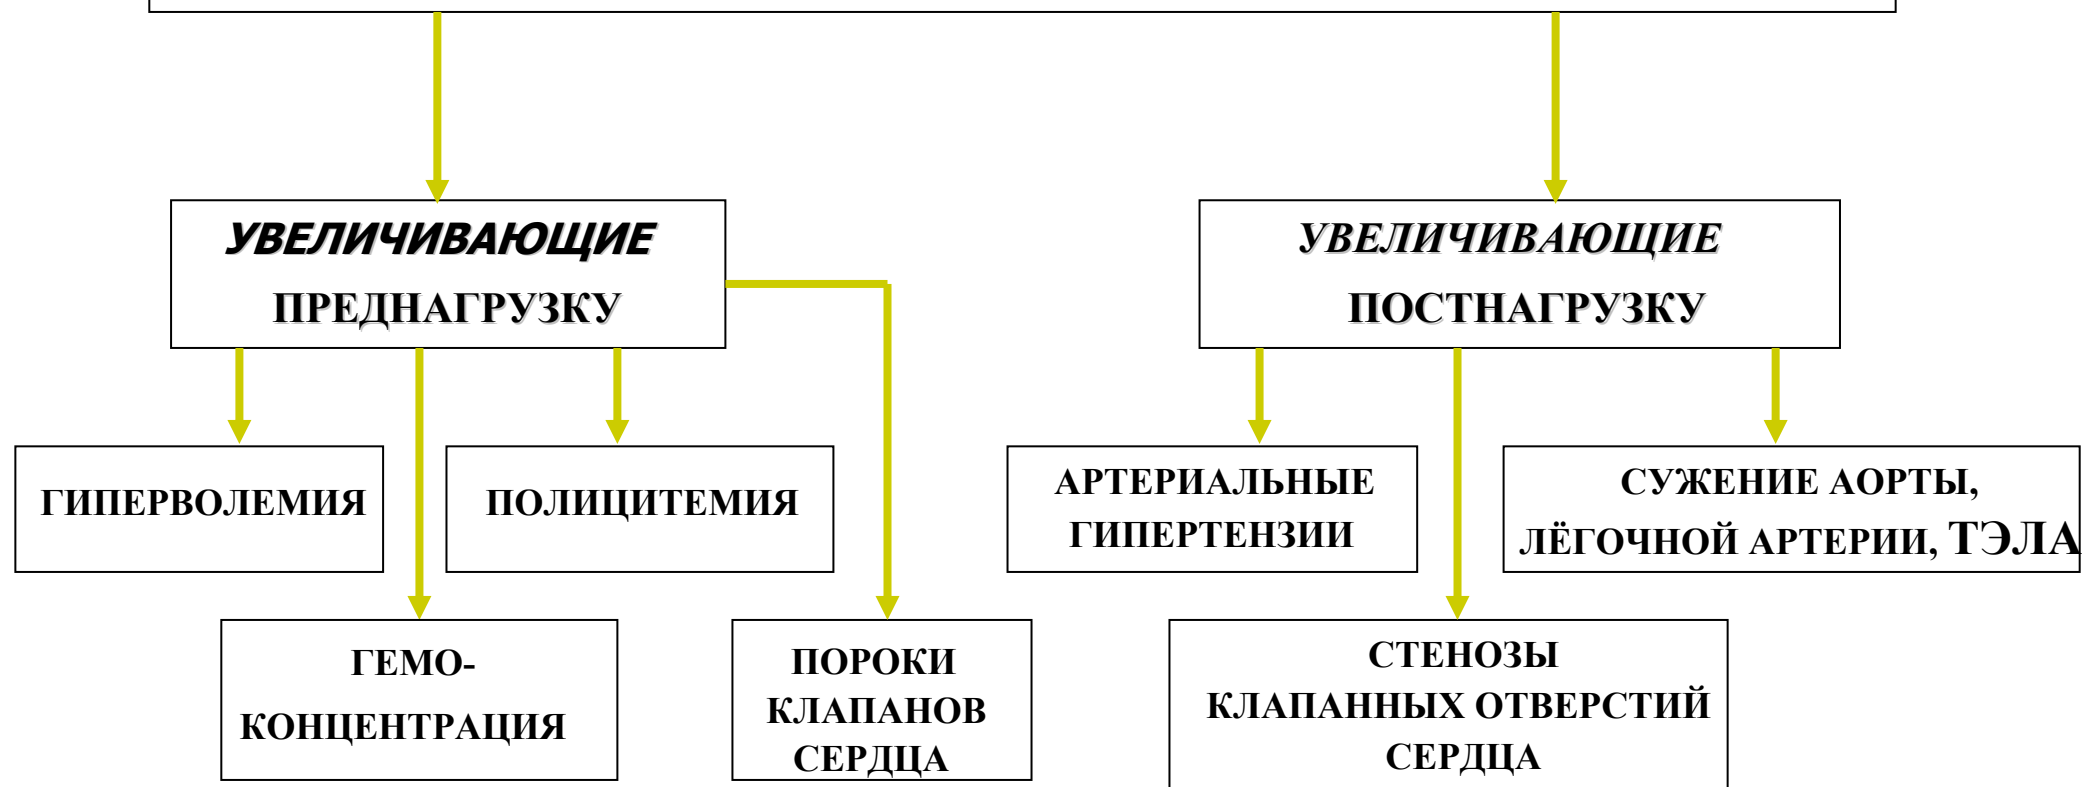 УВЕЛИЧИВАЮЩИЕ
ПРЕДНАГРУЗКУ
УВЕЛИЧИВАЮЩИЕ
ПОСТНАГРУЗКУ
ГИПЕРВОЛЕМИЯ
ПОЛИЦИТЕМИЯ
АРТЕРИАЛЬНЫЕ
ГИПЕРТЕНЗИИ
СУЖЕНИЕ АОРТЫ,
ЛЁГОЧНОЙ АРТЕРИИ, ТЭЛА
ГЕМО-
КОНЦЕНТРАЦИЯ
ПОРОКИ
КЛАПАНОВ
СЕРДЦА
СТЕНОЗЫ
КЛАПАННЫХ ОТВЕРСТИЙ
СЕРДЦА